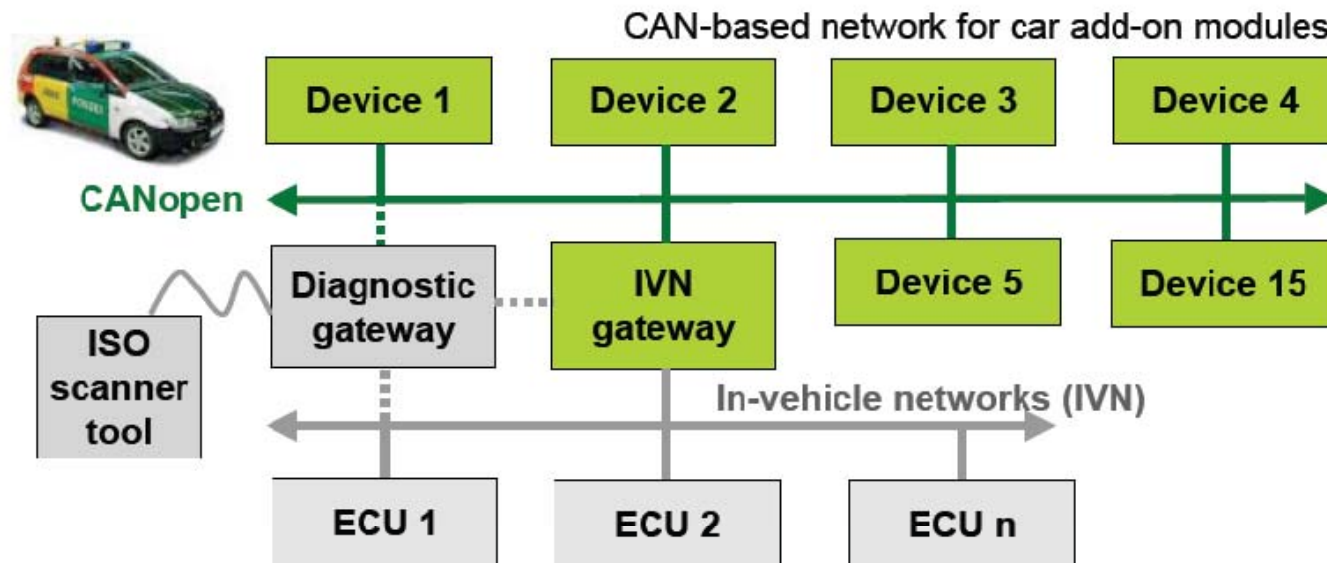 CAN-based network for car add-on modules
Device 1
Device 2
Device 3
Device 4
CANopen
Diagnostic
gateway
IVN
gateway
Device 5
Device 15
ISO
scanner
tool
In-vehicle networks (IVN)
ECU 1
ECU 2
ECU n